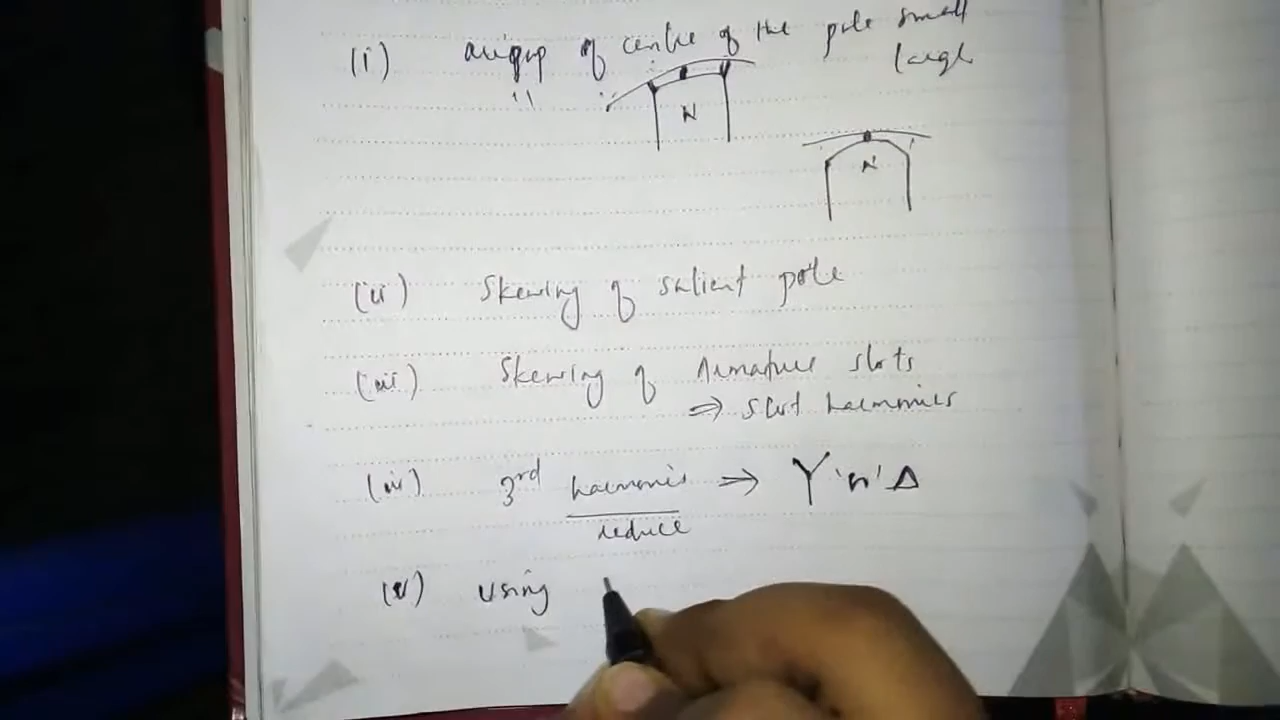 (i) airgap of centre of the pole small
" " large
N
N
(ii) Skewing of salient pole
(iii) Skewing of Armature slots
⇒ slot harmonics
(iv) 3rd harmonics ⇒ Y 'n' Δ
reduce
(v) Using